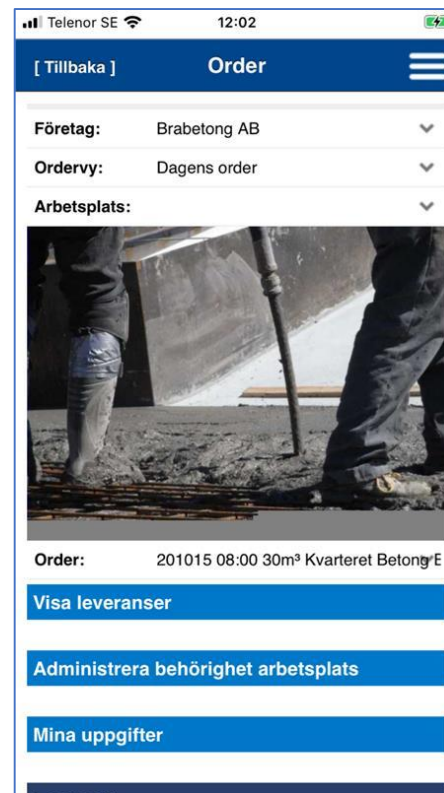 Telenor SE 12:02
[ Tillbaka ] Order
Företag: Brabetong AB
Ordervy: Dagens order
Arbetsplats:
Order: 201015 08:00 30m³ Kvarteret Betong E
Visa leveranser
Administrera behörighet arbetsplats
Mina uppgifter